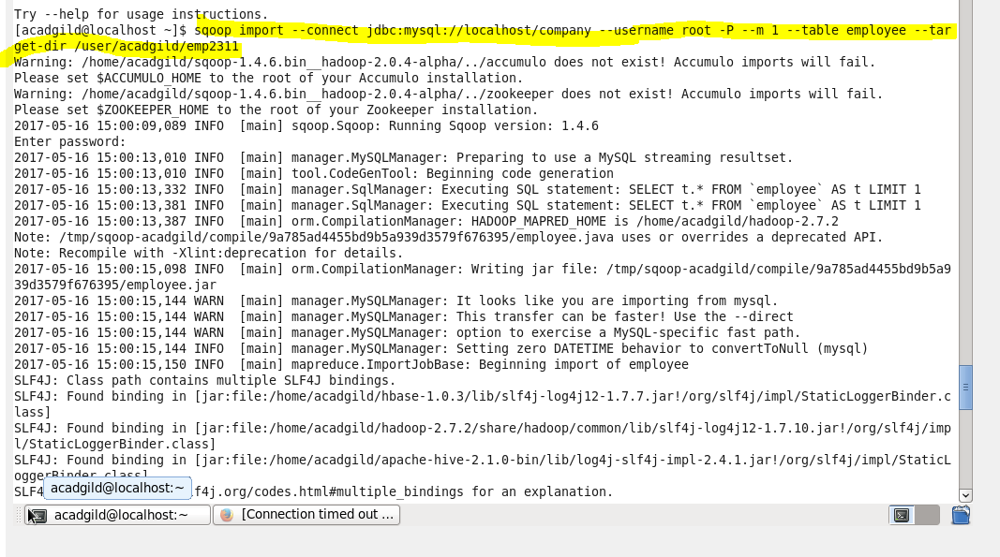 Try --help for usage instructions.
[acadgild@localhost ~]$ sqoop import --connect jdbc:mysql://localhost/company --username root -P --m 1 --table employee --tar
get-dir /user/acadgild/emp2311
Warning: /home/acadgild/sqoop-1.4.6.bin__hadoop-2.0.4-alpha/../accumulo does not exist! Accumulo imports will fail.
Please set $ACCUMULO_HOME to the root of your Accumulo installation.
Warning: /home/acadgild/sqoop-1.4.6.bin__hadoop-2.0.4-alpha/../zookeeper does not exist! Accumulo imports will fail.
Please set $ZOOKEEPER_HOME to the root of your Zookeeper installation.
2017-05-16 15:00:09,089 INFO  [main] sqoop.Sqoop: Running Sqoop version: 1.4.6
Enter password:
2017-05-16 15:00:13,010 INFO  [main] manager.MySQLManager: Preparing to use a MySQL streaming resultset.
2017-05-16 15:00:13,010 INFO  [main] tool.CodeGenTool: Beginning code generation
2017-05-16 15:00:13,332 INFO  [main] manager.SqlManager: Executing SQL statement: SELECT t.* FROM `employee` AS t LIMIT 1
2017-05-16 15:00:13,381 INFO  [main] manager.SqlManager: Executing SQL statement: SELECT t.* FROM `employee` AS t LIMIT 1
2017-05-16 15:00:13,387 INFO  [main] orm.CompilationManager: HADOOP_MAPRED_HOME is /home/acadgild/hadoop-2.7.2
Note: /tmp/sqoop-acadgild/compile/9a785ad4455bd9b5a939d3579f676395/employee.java uses or overrides a deprecated API.
Note: Recompile with -Xlint:deprecation for details.
2017-05-16 15:00:15,098 INFO  [main] orm.CompilationManager: Writing jar file: /tmp/sqoop-acadgild/compile/9a785ad4455bd9b5a9
39d3579f676395/employee.jar
2017-05-16 15:00:15,144 WARN  [main] manager.MySQLManager: It looks like you are importing from mysql.
2017-05-16 15:00:15,144 WARN  [main] manager.MySQLManager: This transfer can be faster! Use the --direct
2017-05-16 15:00:15,144 WARN  [main] manager.MySQLManager: option to exercise a MySQL-specific fast path.
2017-05-16 15:00:15,144 INFO  [main] manager.MySQLManager: Setting zero DATETIME behavior to convertToNull (mysql)
2017-05-16 15:00:15,150 INFO  [main] mapreduce.ImportJobBase: Beginning import of employee
SLF4J: Class path contains multiple SLF4J bindings.
SLF4J: Found binding in [jar:file:/home/acadgild/hbase-1.0.3/lib/slf4j-log4j12-1.7.7.jar!/org/slf4j/impl/StaticLoggerBinder.c
lass]
SLF4J: Found binding in [jar:file:/home/acadgild/hadoop-2.7.2/share/hadoop/common/lib/slf4j-log4j12-1.7.10.jar!/org/slf4j/imp
l/StaticLoggerBinder.class]
SLF4J: Found binding in [jar:file:/home/acadgild/apache-hive-2.1.0-bin/lib/log4j-slf4j-impl-2.4.1.jar!/org/slf4j/impl/StaticL
oggerBinder.class]
SLF4 lf4j.org/codes.html#multiple_bindings for an explanation.
acadgild@localhost:~
acadgild@localhost:~ [Connection timed out ...